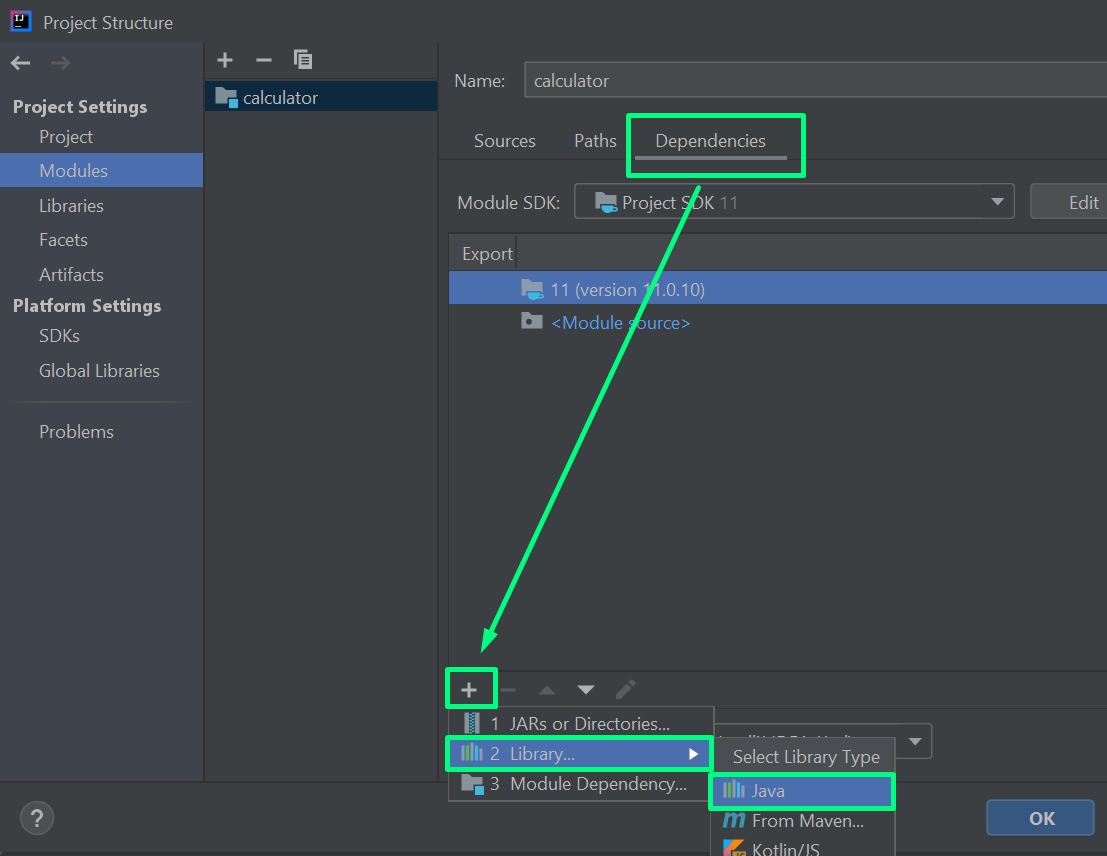 IJ
Project Structure
Project Settings
Project
Modules
Libraries
Facets
Artifacts
Platform Settings
SDKs
Global Libraries
Problems
calculator
Name: calculator
Sources Paths Dependencies
Module SDK: Project SDK 11 Edit
Export
11 (version 11.0.10)
<Module source>
1 JARs or Directories...
2 Library...
3 Module Dependency...
Select Library Type
Java
m From Maven...
Kotlin/JS
? OK